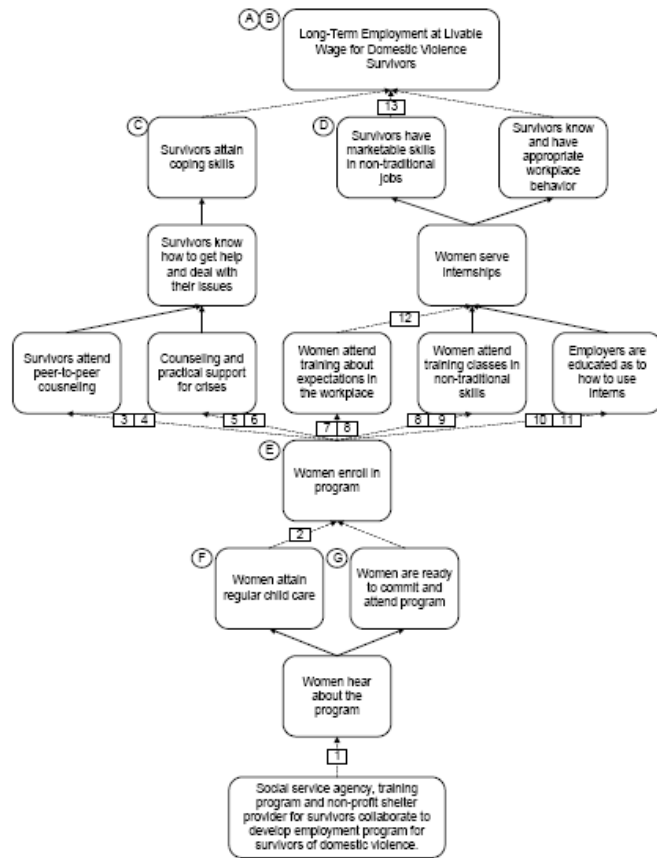 A B
Long-Term Employment at Livable
Wage for Domestic Violence
Survivors
13
C
Survivors attain
coping skills
D
Survivors have
marketable skills
in non-traditional
jobs
Survivors know
and have
appropriate
workplace
behavior
Survivors know
how to get help
and deal with
their issues
Women serve
internships
12
Survivors attend
peer-to-peer
cousneling
Counseling and
practical support
for crises
Women attend
training about
expectations in
the workplace
Women attend
training classes in
non-traditional
skills
Employers are
educated as to
how to use
interns
3 4
5 6
7 8
8 9
10 11
E
Women enroll in
program
2
F
Women attain
regular child care
G
Women are ready
to commit and
attend program
Women hear
about the
program
1
Social service agency, training
program and non-profit shelter
provider for survivors collaborate to
develop employment program for
survivors of domestic violence.